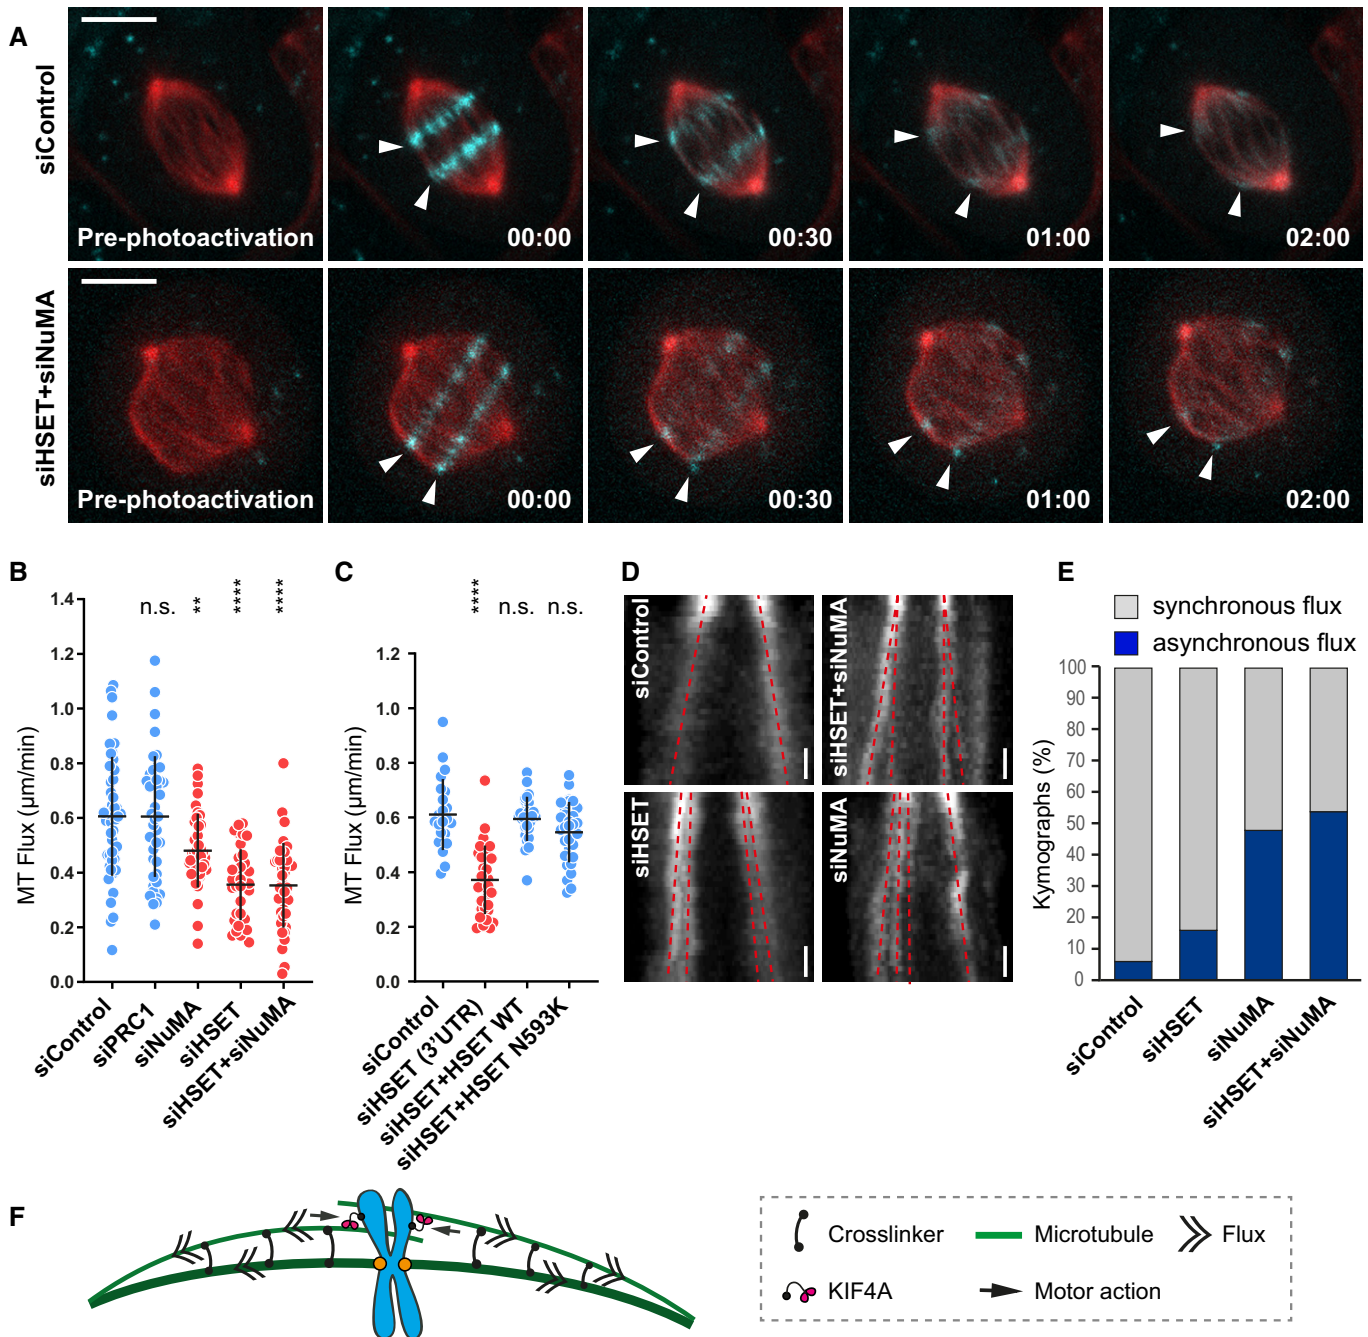 A
siControl
Pre-photoactivation
00:00
00:30
01:00
02:00
siHSET+siNuMA
Pre-photoactivation
00:00
00:30
01:00
02:00
B
n.s.
**
****
****
MT Flux (µm/min)
1.4
1.2
1.0
0.8
0.6
0.4
0.2
0.0
siControl
siPRC1
siNuMA
siHSET
siHSET+siNuMA
C
****
n.s.
n.s.
MT Flux (µm/min)
1.2
1.0
0.8
0.6
0.4
0.2
0.0
siControl
siHSET (3'UTR)
siHSET+HSET WT
siHSET+HSET N593K
D
siControl
siHSET+siNuMA
siHSET
siNuMA
E
synchronous flux
asynchronous flux
Kymographs (%)
100
90
80
70
60
50
40
30
20
10
0
siControl
siHSET
siNuMA
siHSET+siNuMA
F
Crosslinker
Microtubule
Flux
KIF4A
Motor action